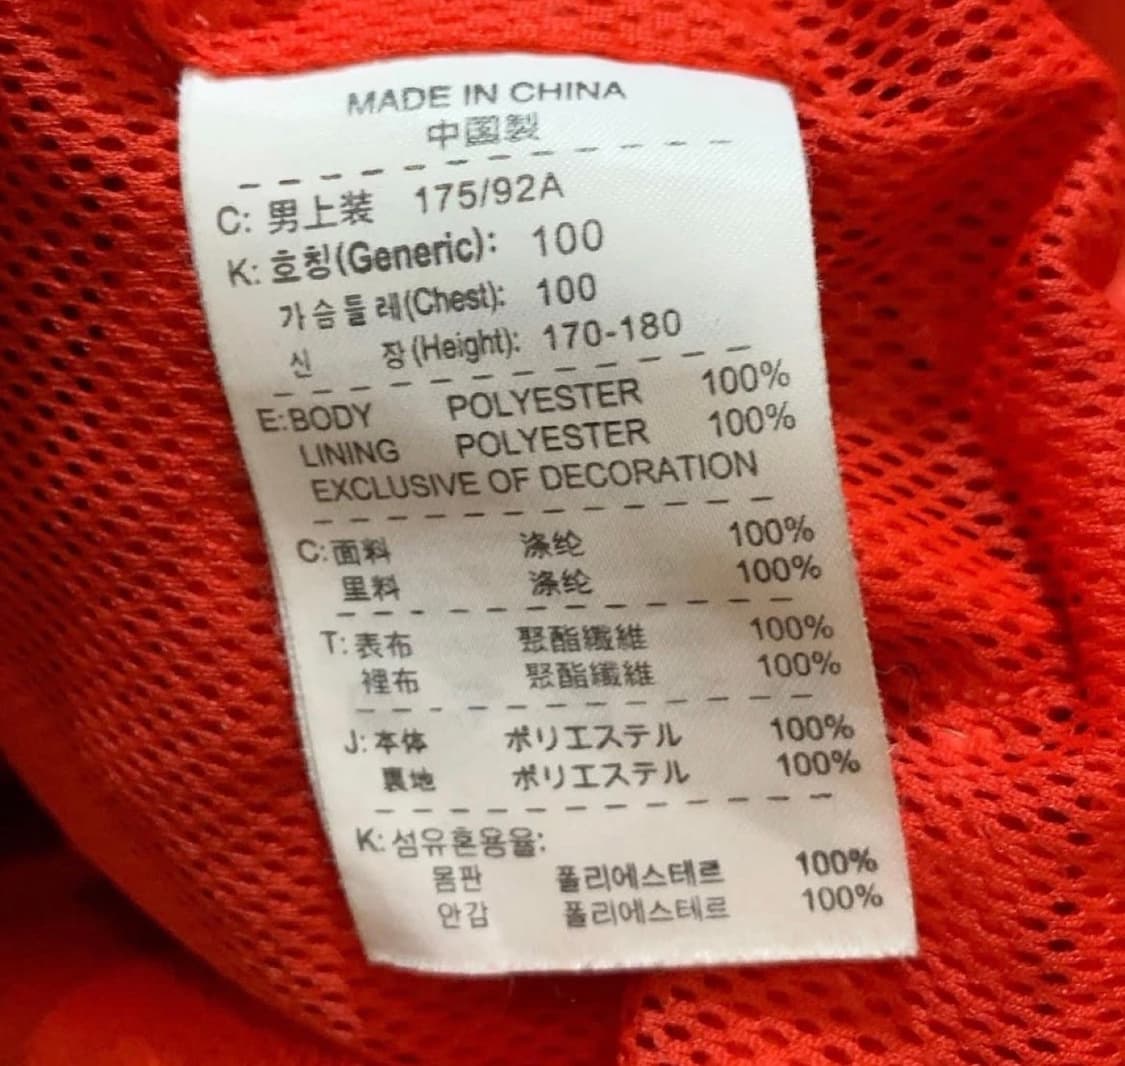 MADE IN CHINA
中国製
C: 男上装 175/92A
K: 호칭(Generic): 100
가슴둘레(Chest): 100
신 장(Height): 170-180
E:BODY POLYESTER 100%
LINING POLYESTER 100%
EXCLUSIVE OF DECORATION
C:面料 涤纶 100%
里料 涤纶 100%
T:表布 聚酯纖維 100%
裡布 聚酯纖維 100%
J:本体 ポリエステル 100%
裏地 ポリエステル 100%
K:섬유혼용율:
몸판 폴리에스테르 100%
안감 폴리에스테르 100%